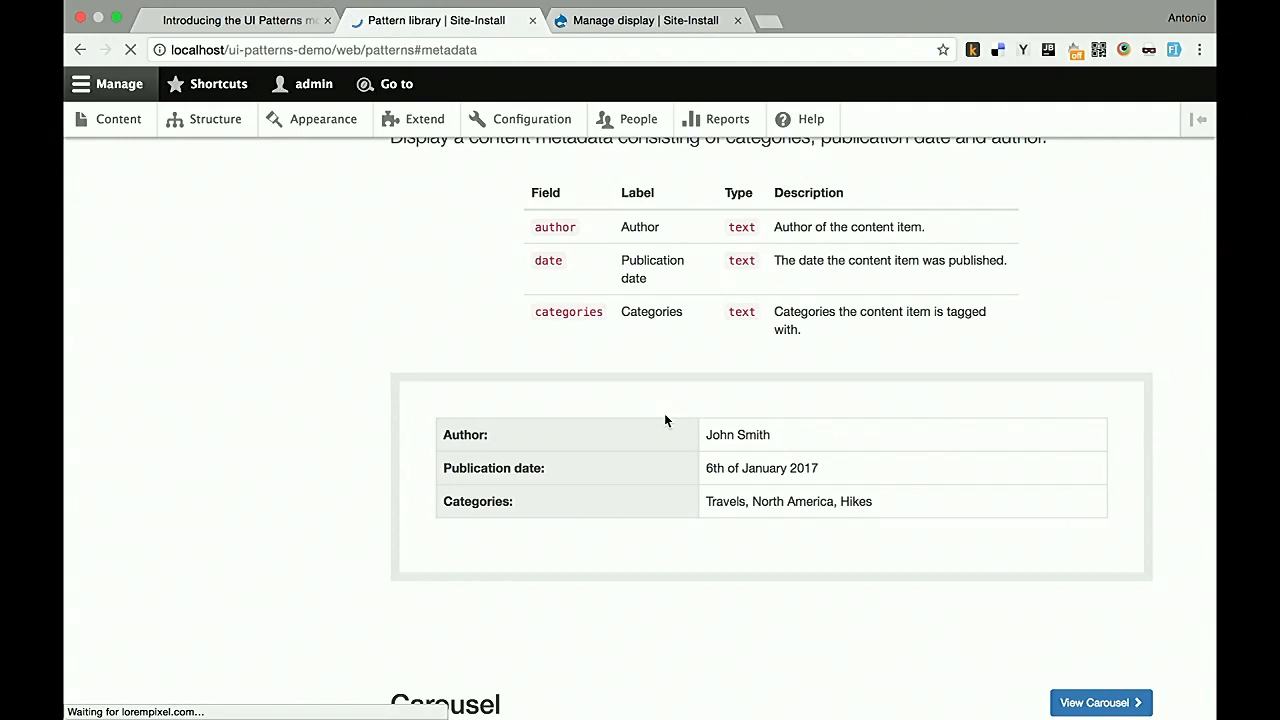 Introducing the UI Patterns m
Pattern library | Site-Install
Manage display | Site-Install
Antonio
localhost/ui-patterns-demo/web/patterns#metadata
Manage
Shortcuts
admin
Go to
Content
Structure
Appearance
Extend
Configuration
People
Reports
Help
Display a content metadata consisting of categories, publication date and author.
Field Label Type Description
author Author text Author of the content item.
date Publication date text The date the content item was published.
categories Categories text Categories the content item is tagged
with.
Author: John Smith
Publication date: 6th of January 2017
Categories: Travels, North America, Hikes
Carousel
View Carousel
Waiting for lorempixel.com...